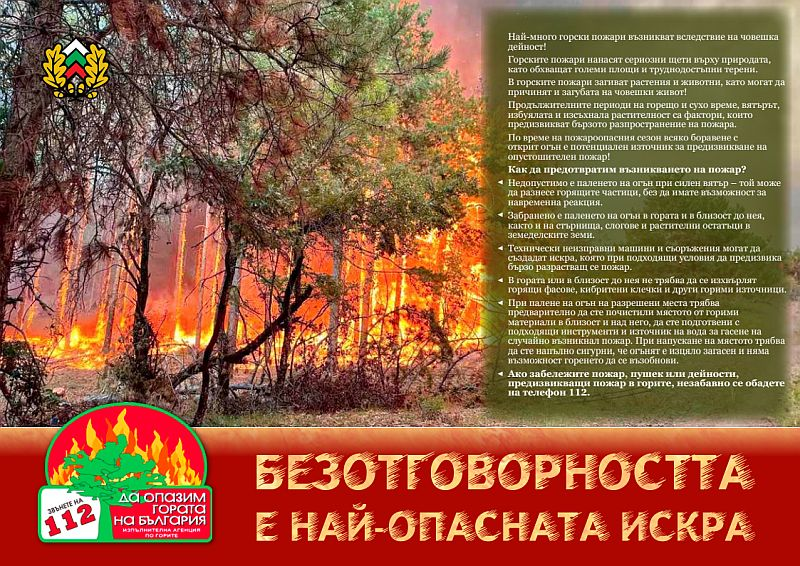 Най-много горски пожари възникват вследствие на човешка
дейност!
Горските пожари нанасят сериозни щети върху природата,
като обхващат големи площи и труднодостъпни терени.
В горските пожари загиват растения и животни, като могат да
причинят и загубата на човешки живот!
Продължителните периоди на горещо и сухо време, вятърът,
избуялата и изсъхнала растителност са фактори, които
предизвикват бързото разпространение на пожара.
По време на пожароопасния сезон всяко боравене с
открит огън е потенциален източник за предизвикване на
опустошителен пожар!
Как да предотвратим възникването на пожар?
Недопустимо е паленето на огън при силен вятър – той може
да разнесе горящите частици, без да имате възможност за
навременна реакция.
Забранено е паленето на огън в гората и в близост до нея,
както и на стърнища, слогове и растителни остатъци в
земеделските земи.
Технически неизправни машини и съоръжения могат да
създадат искра, която при подходящи условия да предизвика
бързо разрастващ се пожар.
В гората или в близост до нея не трябва да се изхвърлят
горящи фасове, кибритени клечки и други горими източници.
При палене на огън на разрешени места трябва
предварително да сте почистили мястото от горими
материали в близост и над него, да сте подготвени с
подходящи инструменти и източник на вода за гасене на
случайно възникнал пожар. При напускане на мястото трябва
да сте напълно сигурни, че огънят е изцяло загасен и няма
възможност горенето да се възобнови.
Ако забележите пожар, пушек или дейности,
предизвикващи пожар в горите, незабавно се обадете
на телефон 112.
ЗВЪНЕТЕ НА
112
ДА ОПАЗИМ
ГОРАТА
НА БЪЛГАРИЯ
ИЗПЪЛНИТЕЛНА АГЕНЦИЯ
ПО ГОРИТЕ
БЕЗОТГОВОРНОСТТА
Е НАЙ-ОПАСНАТА ИСКРА